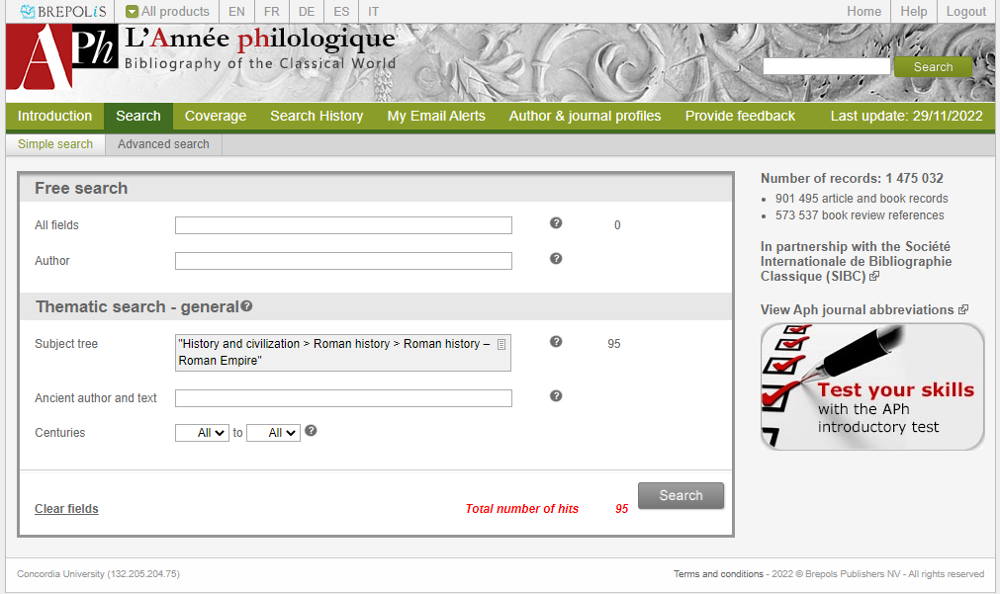 BREPOLiS All products EN FR DE ES IT Home Help Logout
APh L'Année philologique
Bibliography of the Classical World
Search
Introduction Search Coverage Search History My Email Alerts Author & journal profiles Provide feedback Last update: 29/11/2022
Simple search Advanced search
Free search
All fields ? 0
Author ?
Thematic search - general ?
Subject tree "History and civilization > Roman history > Roman history – ? 95
Roman Empire"
Ancient author and text ?
Centuries All to All ?
Clear fields Total number of hits 95 Search
Number of records: 1 475 032
• 901 495 article and book records
• 573 537 book review references
In partnership with the Société
Internationale de Bibliographie
Classique (SIBC)
View Aph journal abbreviations
Test your skills
with the APh
introductory test
Concordia University (132.205.204.75) Terms and conditions - 2022 © Brepols Publishers NV - All rights reserved